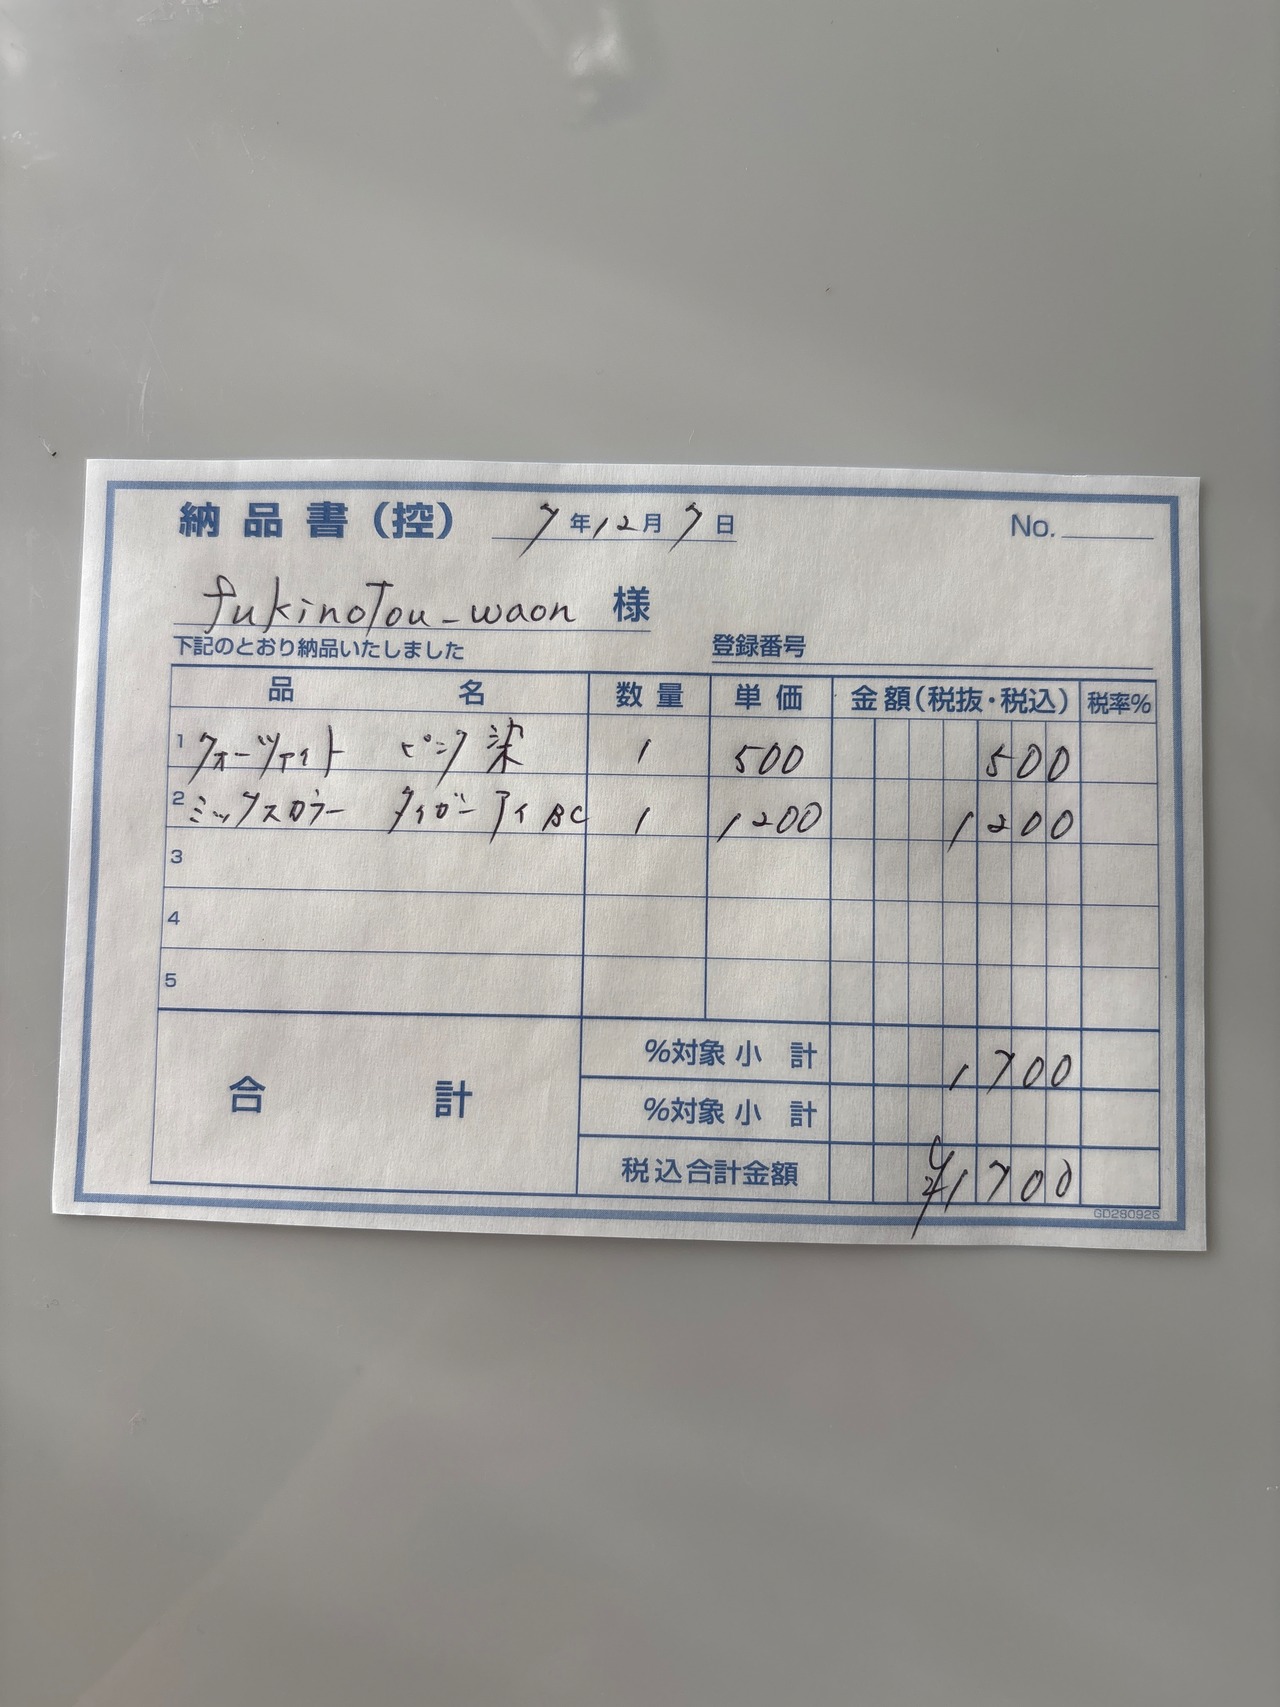 納品書(控) 7年12月7日 No.
fukinoTou_waon 様
下記のとおり納品いたしました 登録番号
品名 数量 単価 金額(税抜・税込) 税率%
1 クォーツァイト ピンク染 1 500 500
2 ミックスカラー タイガーアイBC 1 1200 1200
3
4
5
合計 %対象 小計 1700
%対象 小計
税込合計金額 ¥1700
GD280925